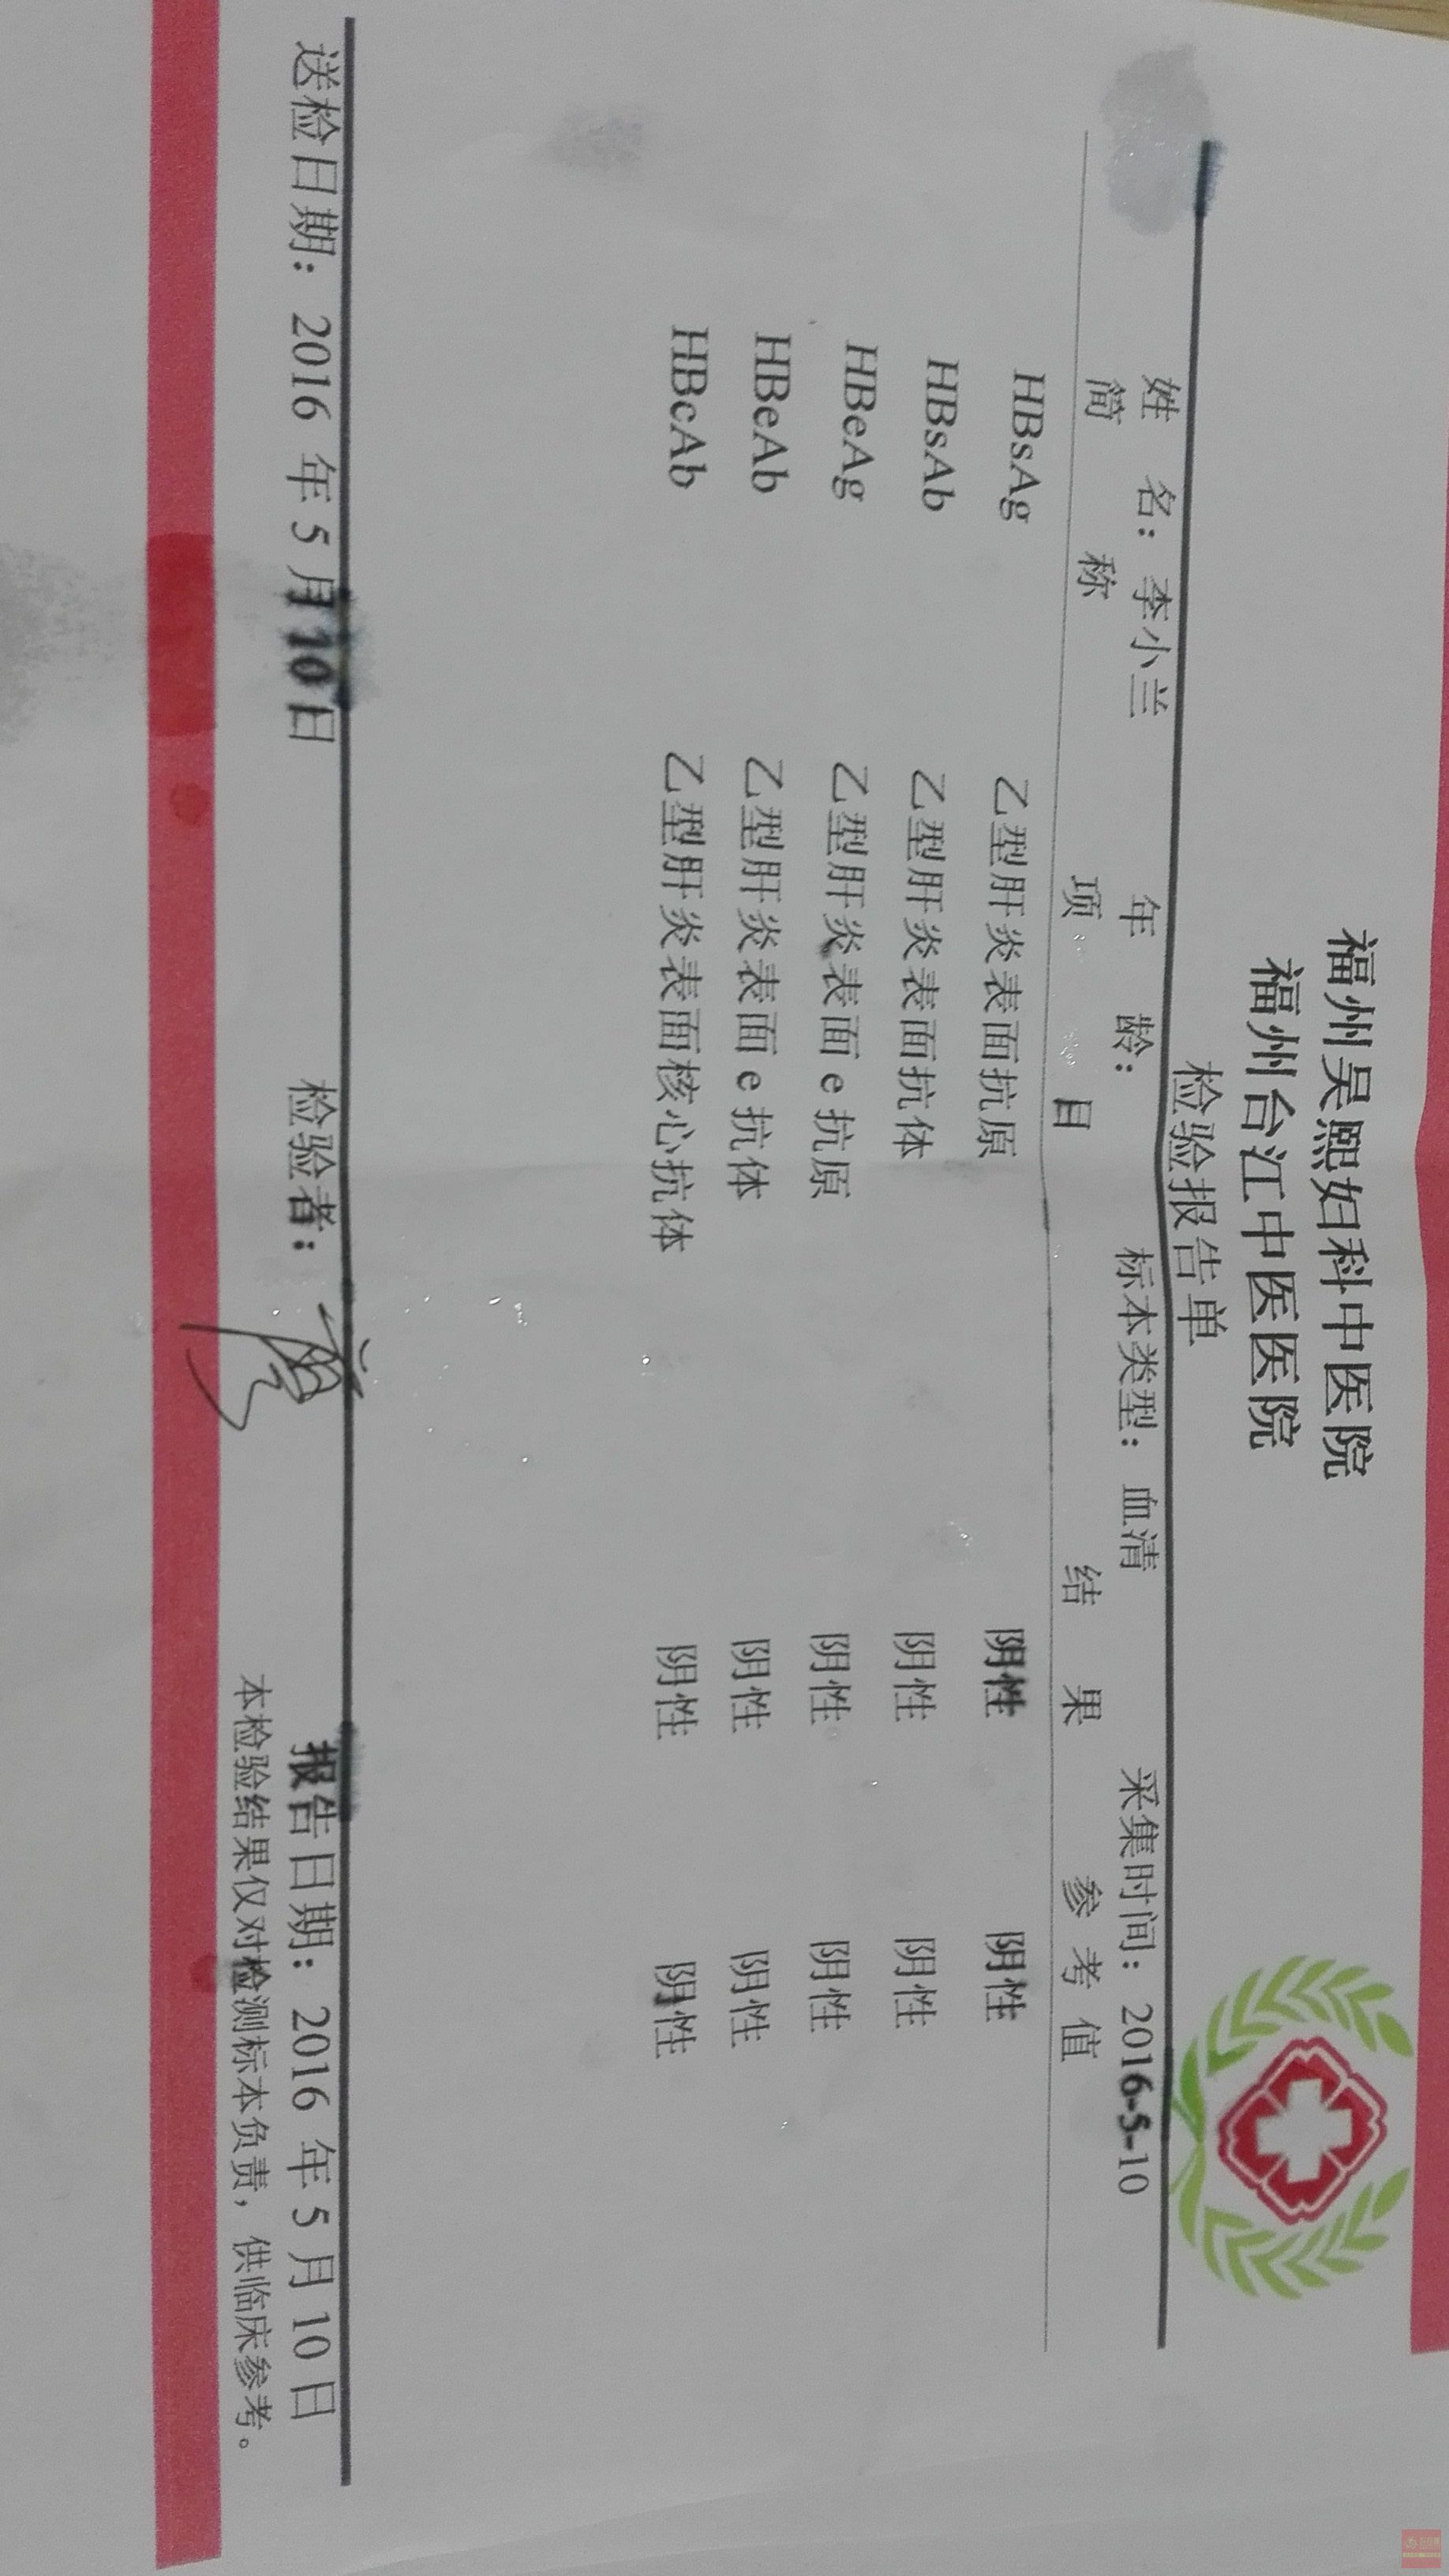 福州吴熙妇科中医院
福州台江中医医院
检验报告单
姓 名：李小兰 年 龄： 标本类型：血清 采集时间：2016-5-10
简 称 项 目 结 果 参 考 值
HBsAg 乙型肝炎表面抗原 阴性 阴性
HBsAb 乙型肝炎表面抗体 阴性 阴性
HBeAg 乙型肝炎表面 e 抗原 阴性 阴性
HBeAb 乙型肝炎表面 e 抗体 阴性 阴性
HBcAb 乙型肝炎表面核心抗体 阴性 阴性
送检日期：2016 年 5 月 10 日 检验者： 报告日期：2016 年 5 月 10 日
本检验结果仅对检测标本负责，供临床参考。